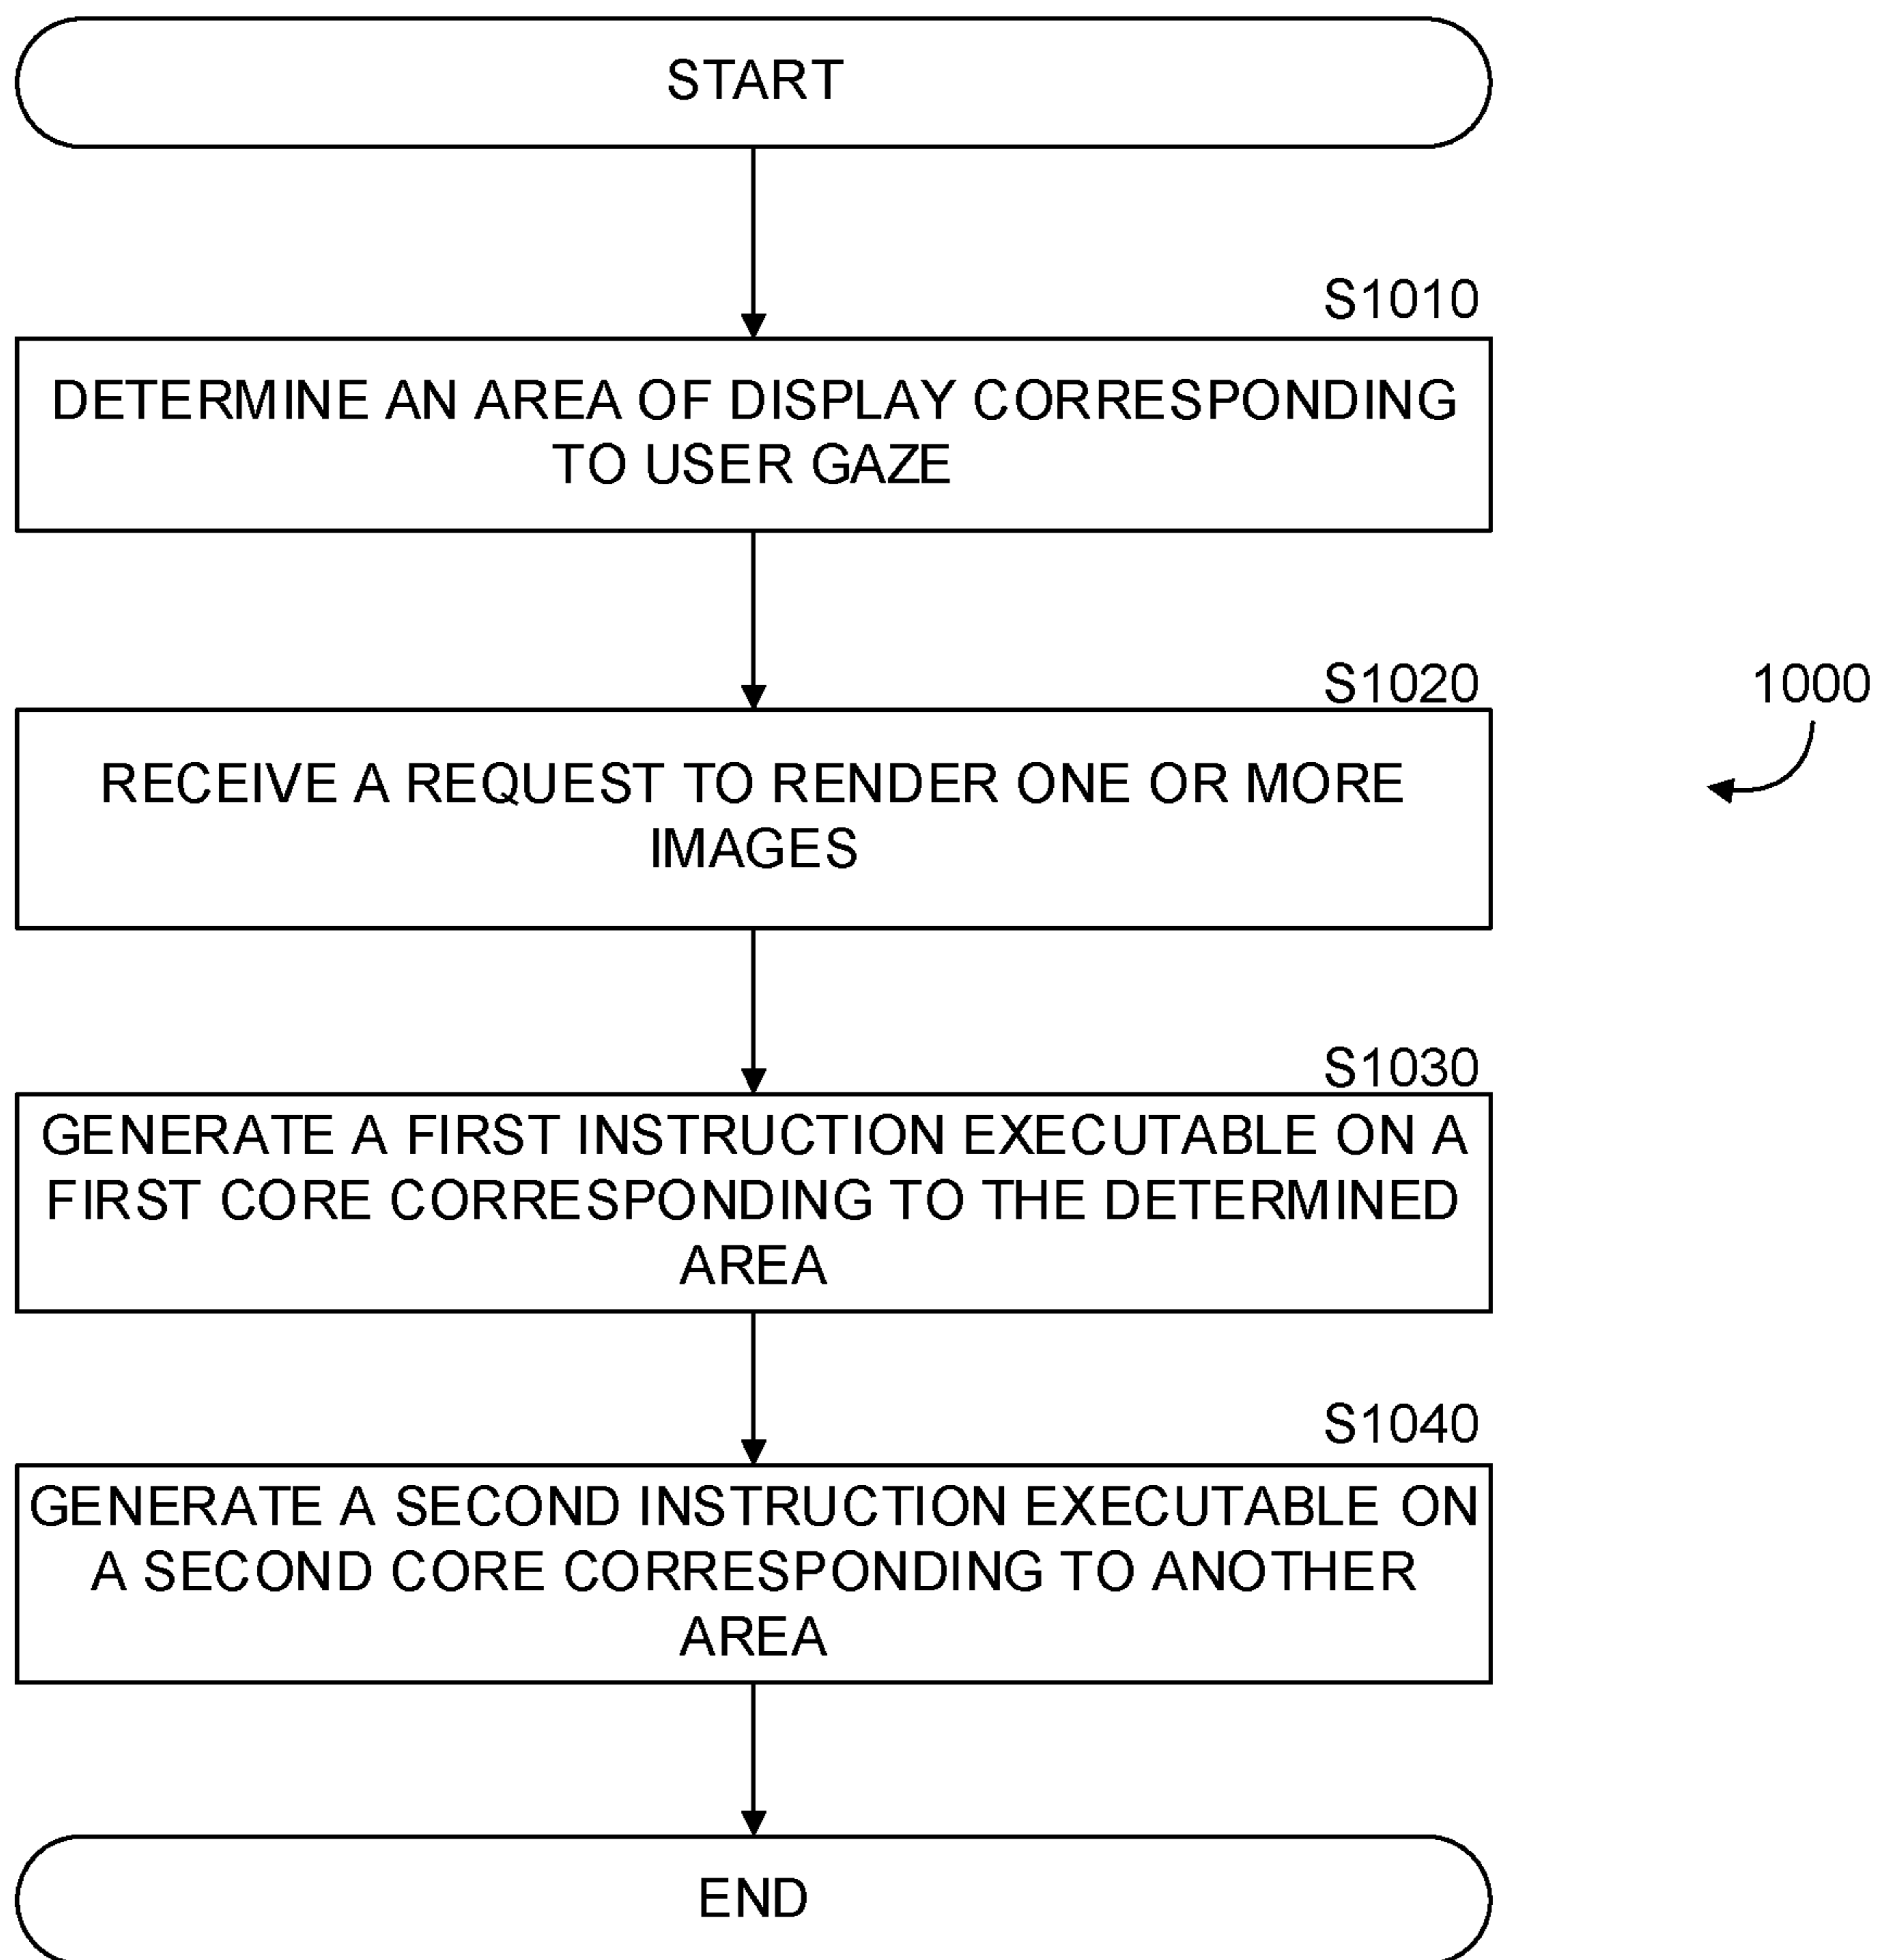 START
S1010
DETERMINE AN AREA OF DISPLAY CORRESPONDING
TO USER GAZE
S1020
1000
RECEIVE A REQUEST TO RENDER ONE OR MORE
IMAGES
S1030
GENERATE A FIRST INSTRUCTION EXECUTABLE ON A
FIRST CORE CORRESPONDING TO THE DETERMINED
AREA
S1040
GENERATE A SECOND INSTRUCTION EXECUTABLE ON
A SECOND CORE CORRESPONDING TO ANOTHER
AREA
END